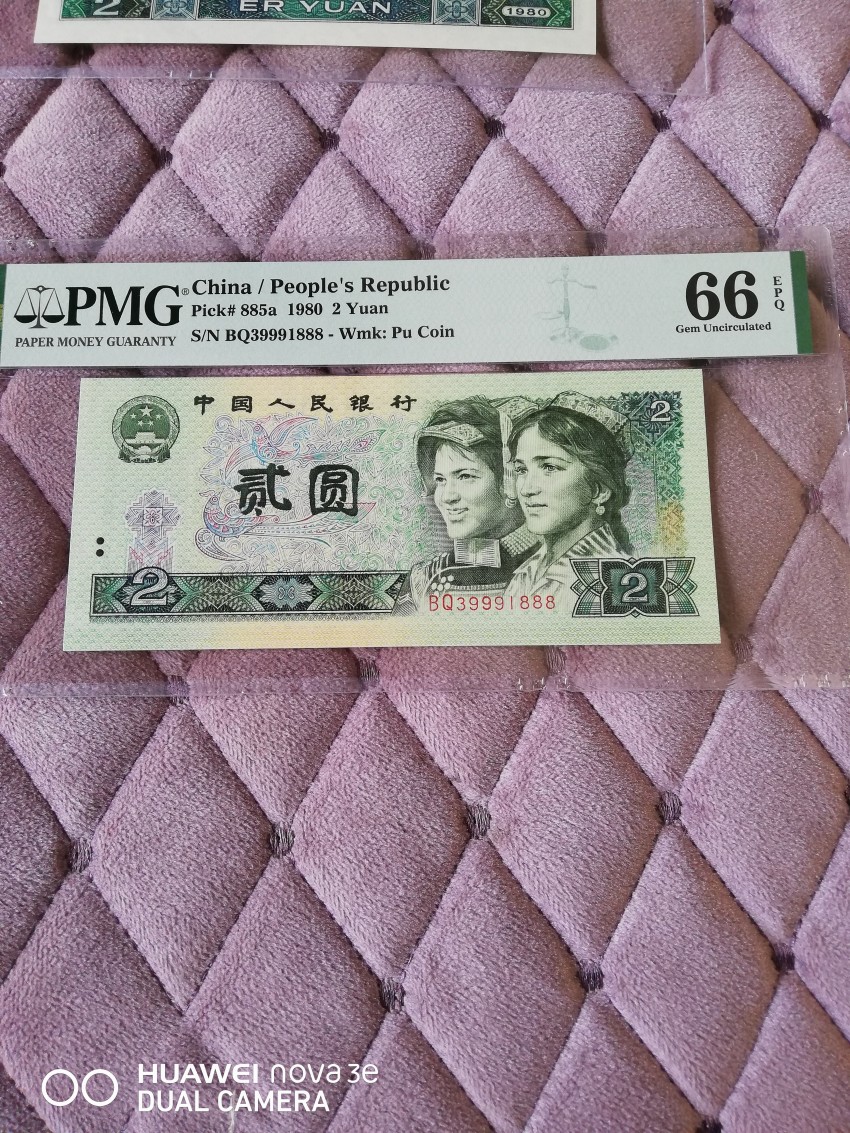 2 ER YUAN 1980
PMG® China / People's Republic
Pick# 885a 1980 2 Yuan
PAPER MONEY GUARANTY S/N BQ39991888 - Wmk: Pu Coin
66 EPQ
Gem Uncirculated
中国人民银行
2
贰圆
2
2
BQ39991888
HUAWEI nova 3e
DUAL CAMERA